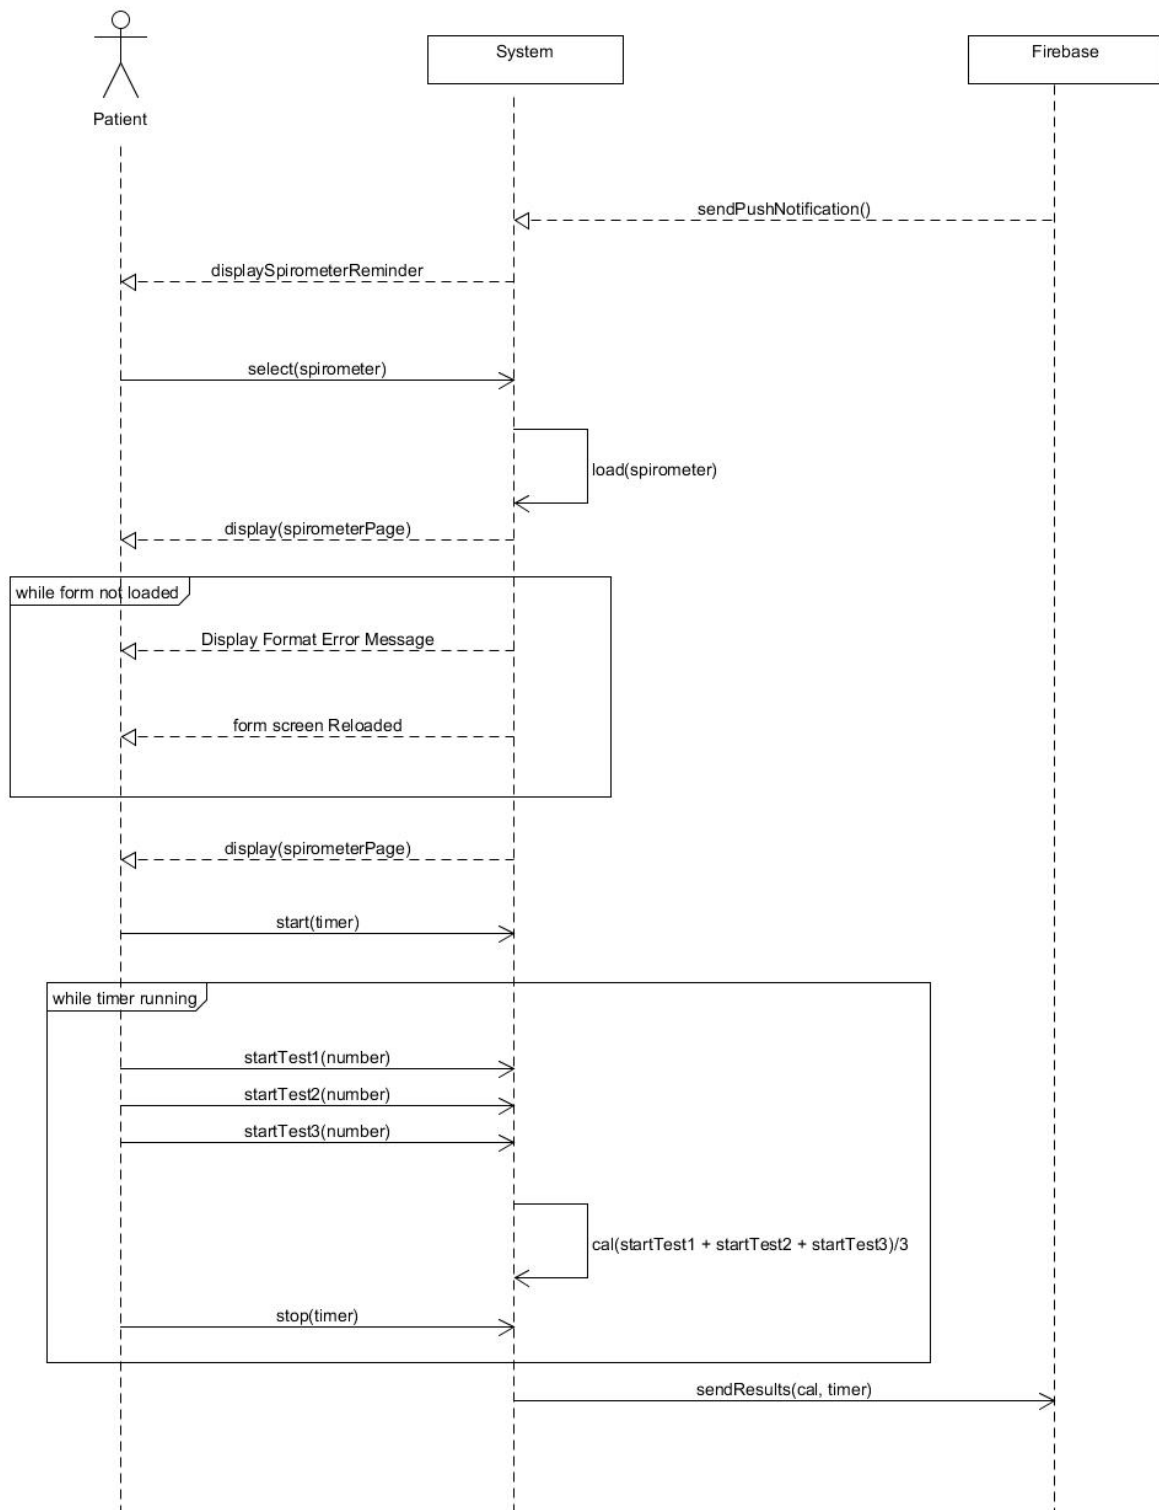 System
Firebase
Patient
sendPushNotification()
displaySpirometerReminder
select(spirometer)
load(spirometer)
display(spirometerPage)
while form not loaded
Display Format Error Message
form screen Reloaded
display(spirometerPage)
start(timer)
while timer running
startTest1(number)
startTest2(number)
startTest3(number)
cal(startTest1 + startTest2 + startTest3)/3
stop(timer)
sendResults(cal, timer)